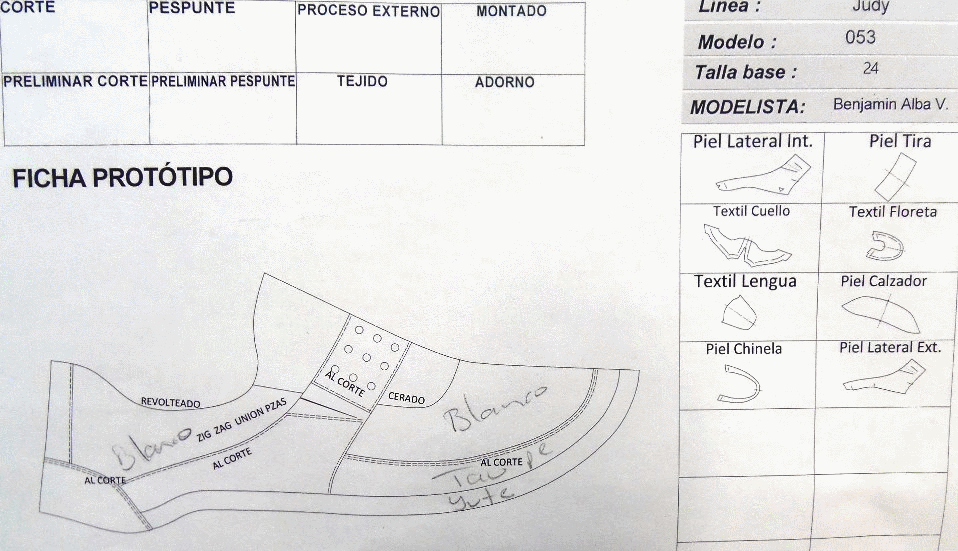 CORTE PESPUNTE PROCESO EXTERNO MONTADO
PRELIMINAR CORTE PRELIMINAR PESPUNTE TEJIDO ADORNO
Línea : Judy
Modelo : 053
Talla base : 24
MODELISTA: Benjamin Alba V.
FICHA PROTÓTIPO
Piel Lateral Int. Piel Tira
Textil Cuello Textil Floreta
Textil Lengua Piel Calzador
Piel Chinela Piel Lateral Ext.
AL CORTE
CERADO
REVOLTEADO
Blanco
ZIG ZAG UNION PZAS
Blanco
AL CORTE
AL CORTE
AL CORTE
Taupe
Yute